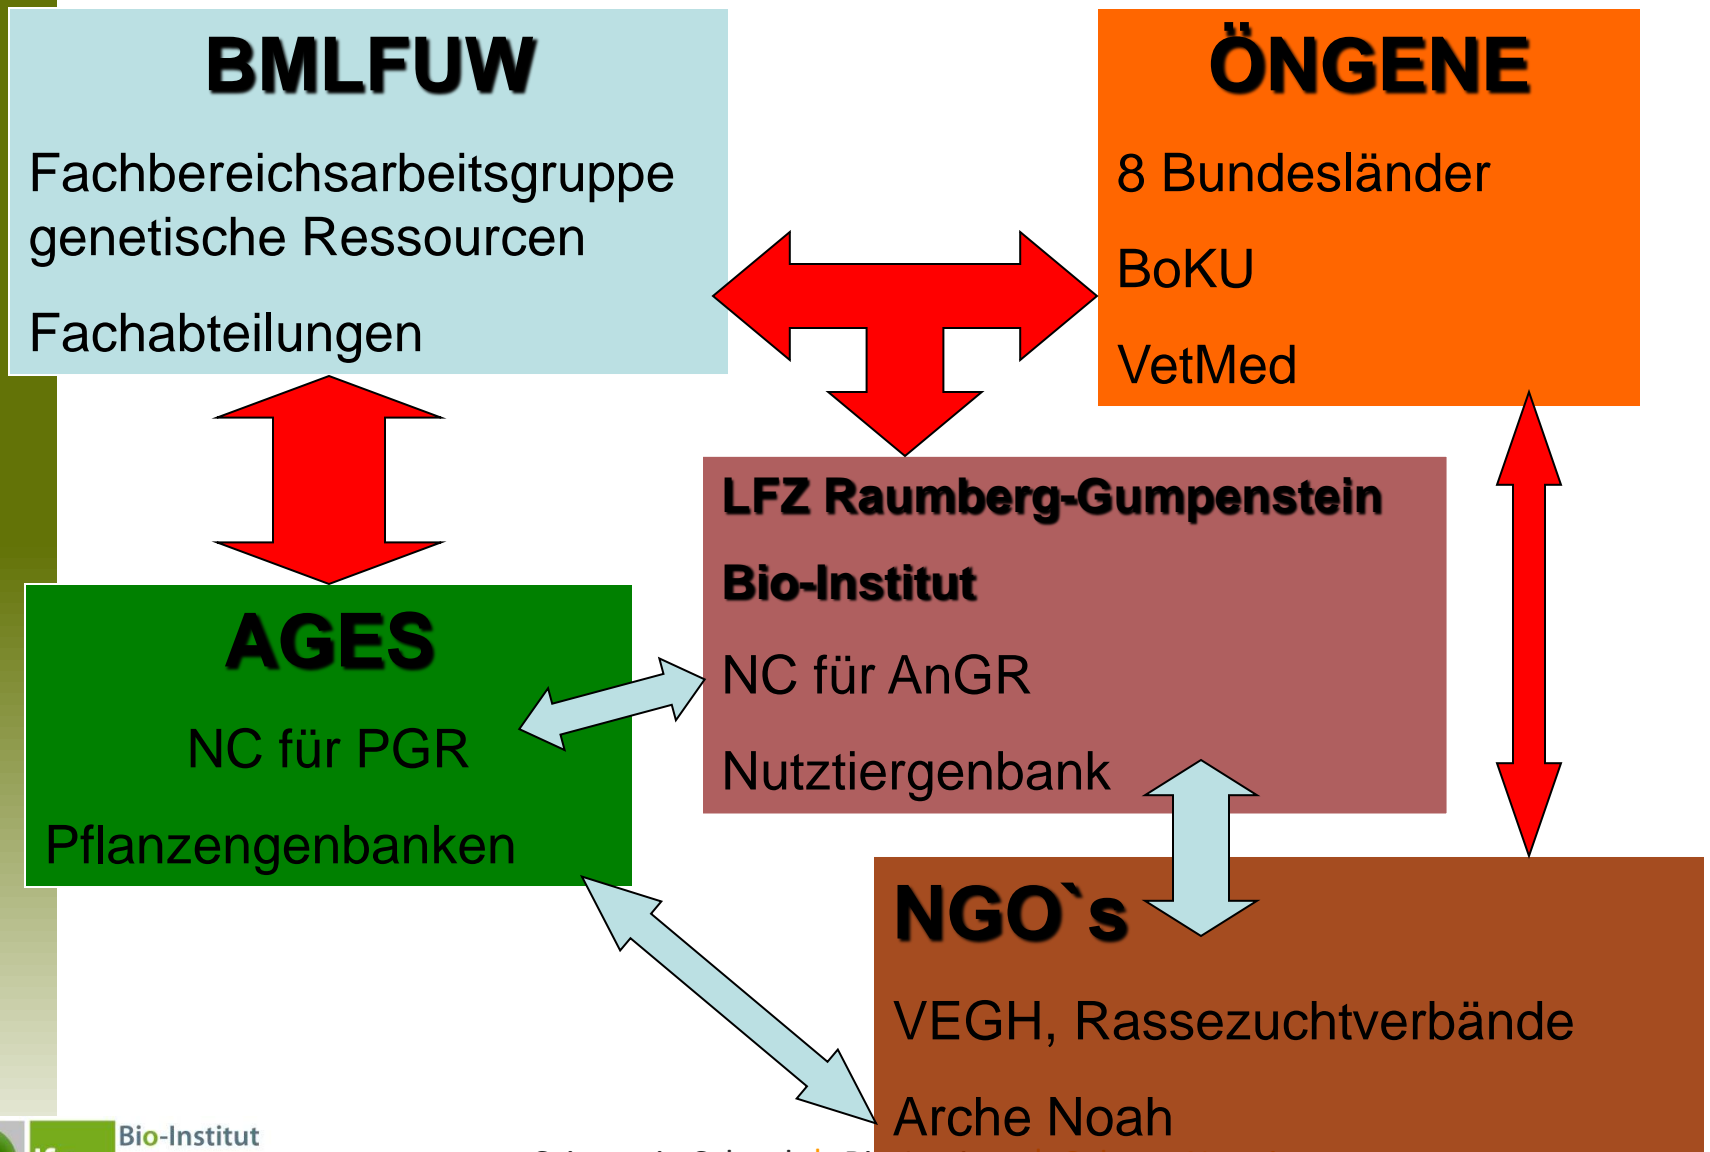 BMLFUW
Fachbereichsarbeitsgruppe
genetische Ressourcen
Fachabteilungen
ÖNGENE
8 Bundesländer
BoKU
VetMed
LFZ Raumberg-Gumpenstein
Bio-Institut
NC für AnGR
Nutztiergenbank
AGES
NC für PGR
Pflanzengenbanken
NGO`s
VEGH, Rassezuchtverbände
Arche Noah
Bio-Institut